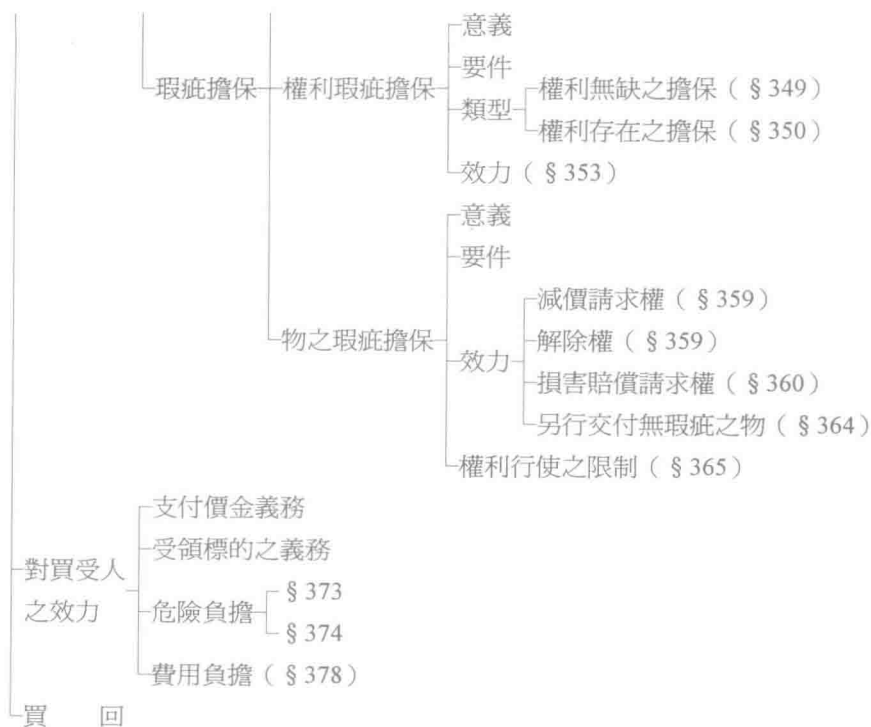 意義
要件
瑕疵擔保 權利瑕疵擔保 類型 權利無缺之擔保（§349）
權利存在之擔保（§350）
效力（§353）
意義
要件
減價請求權（§359）
物之瑕疵擔保 效力 解除權（§359）
損害賠償請求權（§360）
另行交付無瑕疵之物（§364）
權利行使之限制（§365）
支付價金義務
受領標的之義務
對買受人
之效力
危險負擔 §373
§374
費用負擔（§378）
買 回